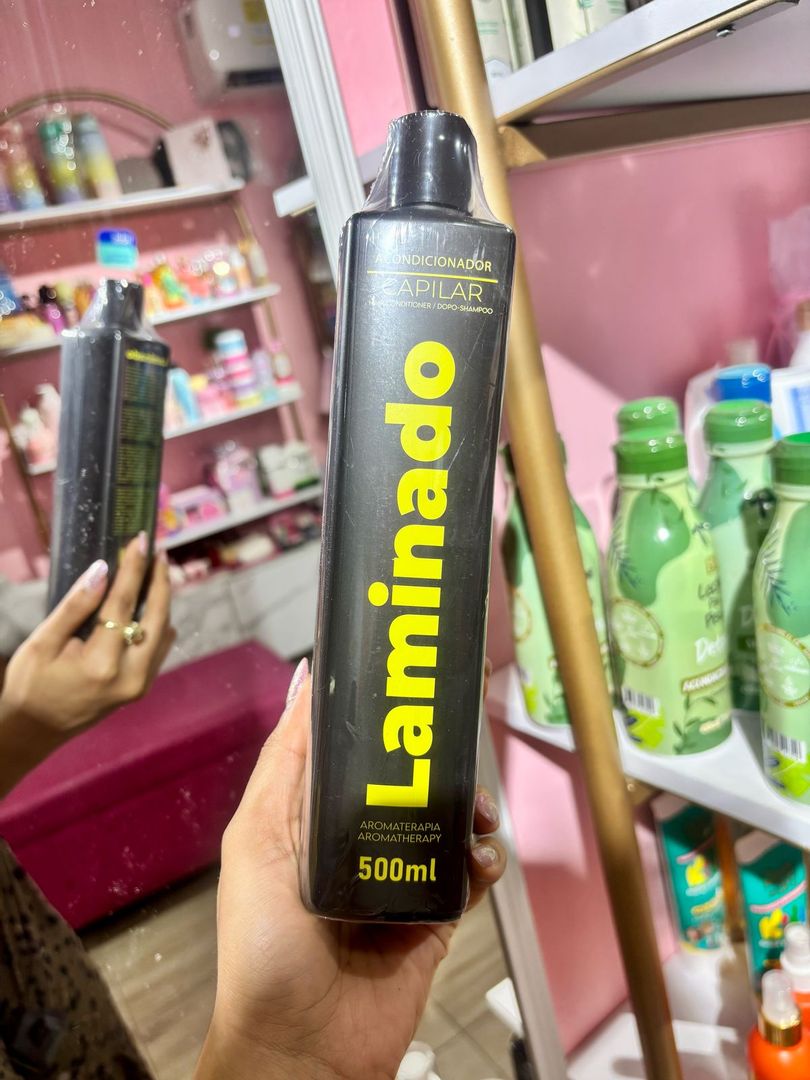 ACONDICIONADOR
CAPILAR
CONDITIONER / DOPO-SHAMPOO
Laminado
AROMATERAPIA
AROMATHERAPY
500ml